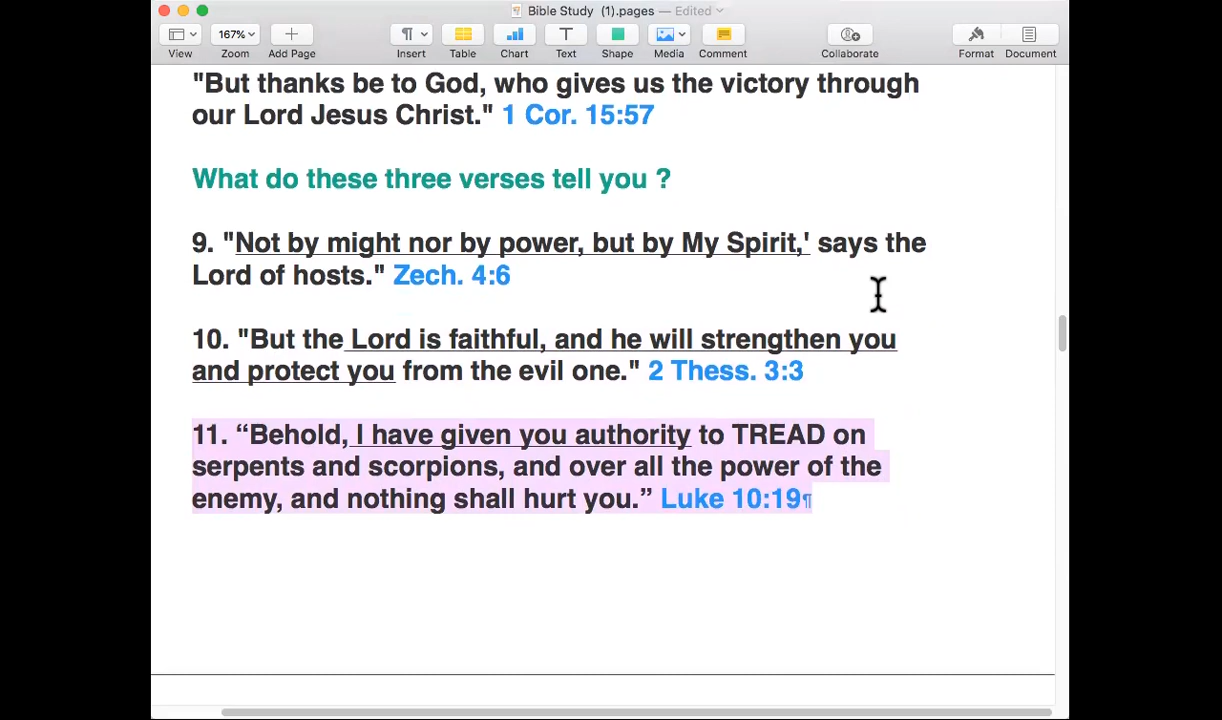 Bible Study (1).pages — Edited
167%
View
Zoom
Add Page
Insert
Table
Chart
Text
Shape
Media
Comment
Collaborate
Format
Document
"But thanks be to God, who gives us the victory through
our Lord Jesus Christ." 1 Cor. 15:57
What do these three verses tell you ?
9. "Not by might nor by power, but by My Spirit,' says the
Lord of hosts." Zech. 4:6
10. "But the Lord is faithful, and he will strengthen you
and protect you from the evil one." 2 Thess. 3:3
11. “Behold, I have given you authority to TREAD on
serpents and scorpions, and over all the power of the
enemy, and nothing shall hurt you.” Luke 10:19¶